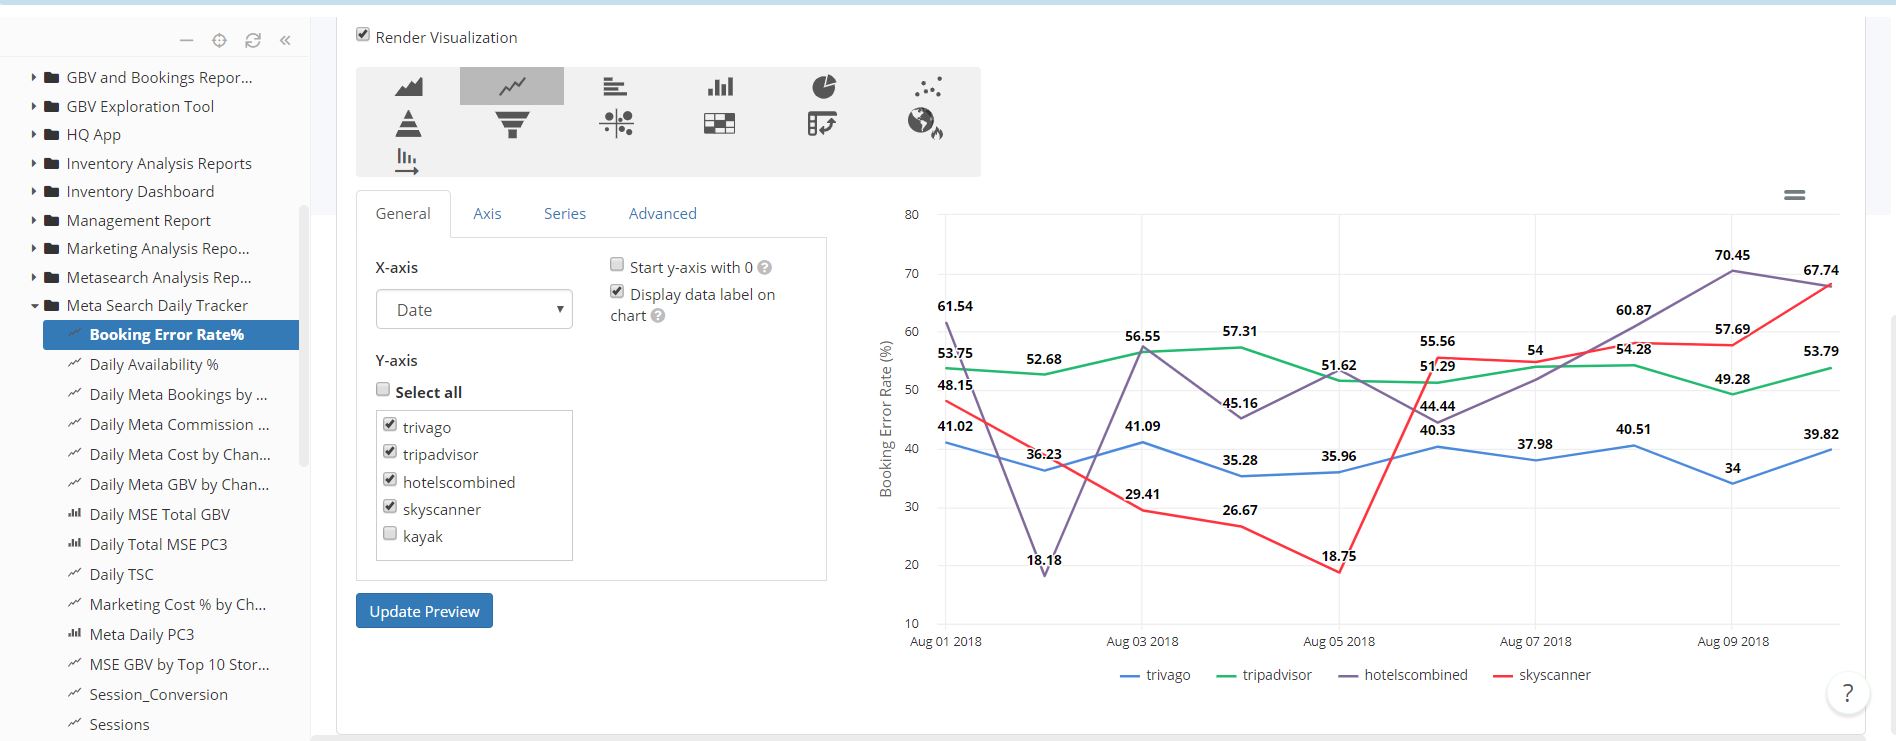 Render Visualization
GBV and Bookings Repor...
GBV Exploration Tool
HQ App
Inventory Analysis Reports
Inventory Dashboard
Management Report
Marketing Analysis Repo...
Metasearch Analysis Rep...
Meta Search Daily Tracker
Booking Error Rate%
Daily Availability %
Daily Meta Bookings by ...
Daily Meta Commission ...
Daily Meta Cost by Chan...
Daily Meta GBV by Chan...
Daily MSE Total GBV
Daily Total MSE PC3
Daily TSC
Marketing Cost % by Ch...
Meta Daily PC3
MSE GBV by Top 10 Stor...
Session_Conversion
Sessions
General Axis Series Advanced
X-axis
Date
Start y-axis with 0 ?
Display data label on
chart ?
Y-axis
Select all
trivago
tripadvisor
hotelscombined
skyscanner
kayak
Update Preview
Booking Error Rate (%)
80
70
60
50
40
30
20
10
61.54
53.75
48.15
41.02
52.68
36.23
18.18
56.55
41.09
29.41
57.31
45.16
35.28
26.67
51.62
35.96
18.75
55.56
51.29
44.44
40.33
54
37.98
60.87
54.28
40.51
70.45
57.69
49.28
34
67.74
53.79
39.82
Aug 01 2018 Aug 03 2018 Aug 05 2018 Aug 07 2018 Aug 09 2018
trivago tripadvisor hotelscombined skyscanner
?